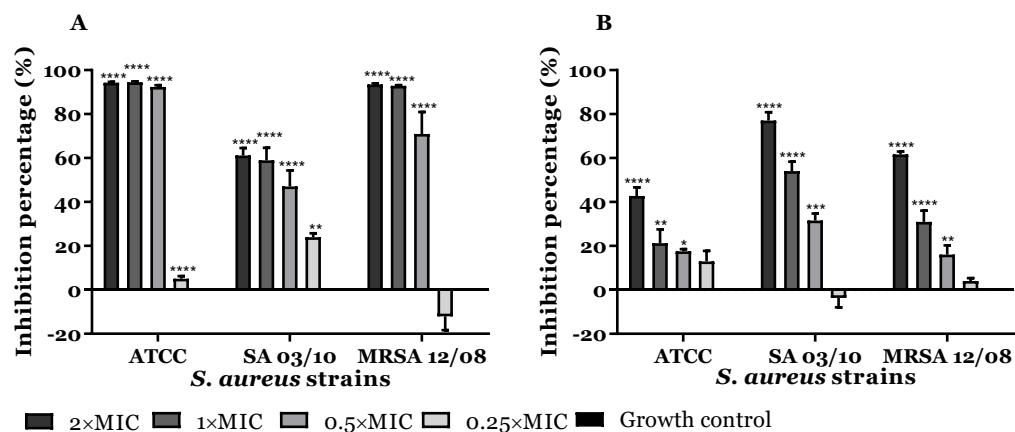 A
Inhibition percentage (%)
100
80
60
40
20
0
-20
**** **** **** ****
**** **** **** **
**** **** ****
ATCC SA 03/10 MRSA 12/08
S. aureus strains
B
Inhibition percentage (%)
100
80
60
40
20
0
-20
**** ** *
**** **** ***
**** **** **
ATCC SA 03/10 MRSA 12/08
S. aureus strains
2×MIC 1×MIC 0.5×MIC 0.25×MIC Growth control